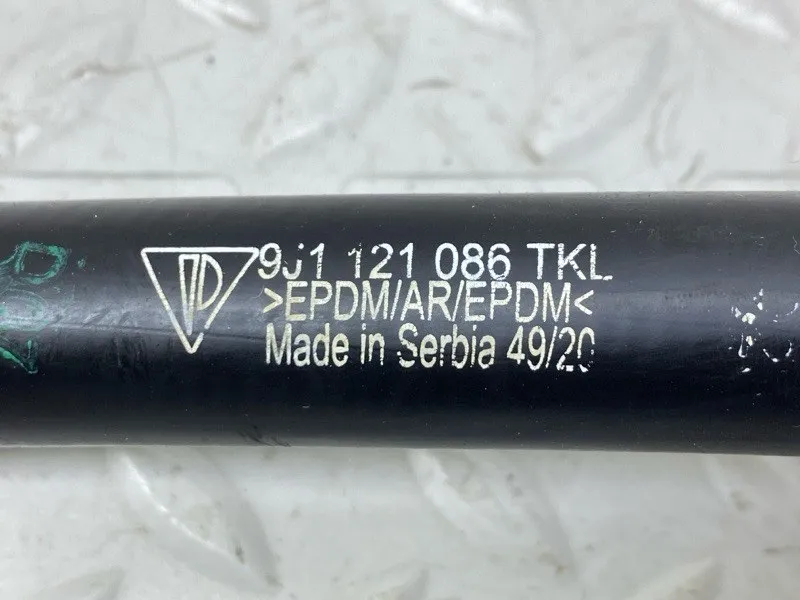 9J1 121 086 TKL
>EPDM/AR/EPDM<
Made in Serbia 49/20